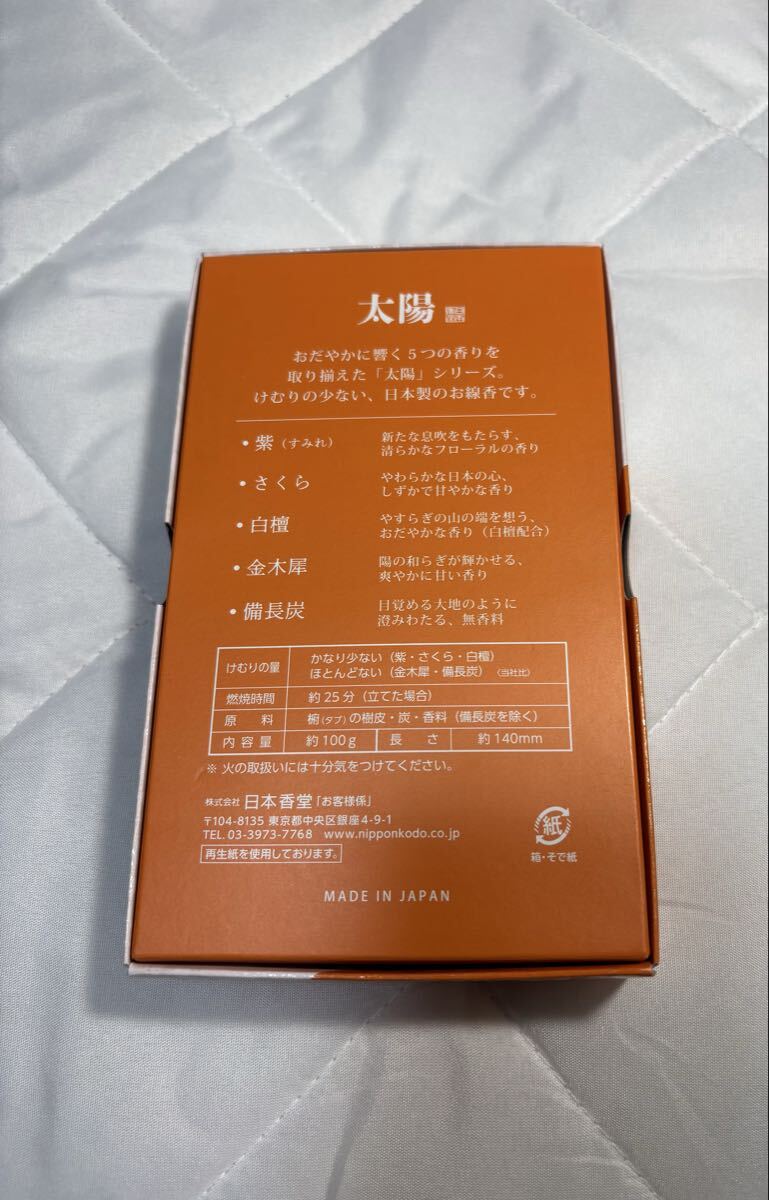 太陽
おだやかに響く5つの香りを
取り揃えた「太陽」シリーズ。
けむりの少ない、日本製のお線香です。
・紫（すみれ） 新たな息吹をもたらす、
清らかなフローラルの香り
・さくら やわらかな日本の心、
しずかで甘やかな香り
・白檀 やすらぎの山の端を想う、
おだやかな香り（白檀配合）
・金木犀 陽の和らぎが輝かせる、
爽やかに甘い香り
・備長炭 目覚める大地のように
澄みわたる、無香料
けむりの量 かなり少ない（紫・さくら・白檀）
ほとんどない（金木犀・備長炭）（当社比）
燃焼時間 約25分（立てた場合）
原料 椨（タブ）の樹皮・炭・香料（備長炭を除く）
内容量 約100g 長さ 約140mm
※ 火の取扱いには十分気をつけてください。
株式会社 日本香堂「お客様係」
〒104-8135 東京都中央区銀座4-9-1
TEL. 03-3973-7768 www.nipponkodo.co.jp
再生紙を使用しております。
紙
箱・そで紙
MADE IN JAPAN